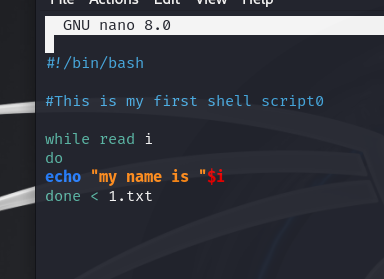 File Actions Edit View Help
GNU nano 8.0
#!/bin/bash
#This is my first shell script0
while read i
do
echo "my name is "$i
done < 1.txt